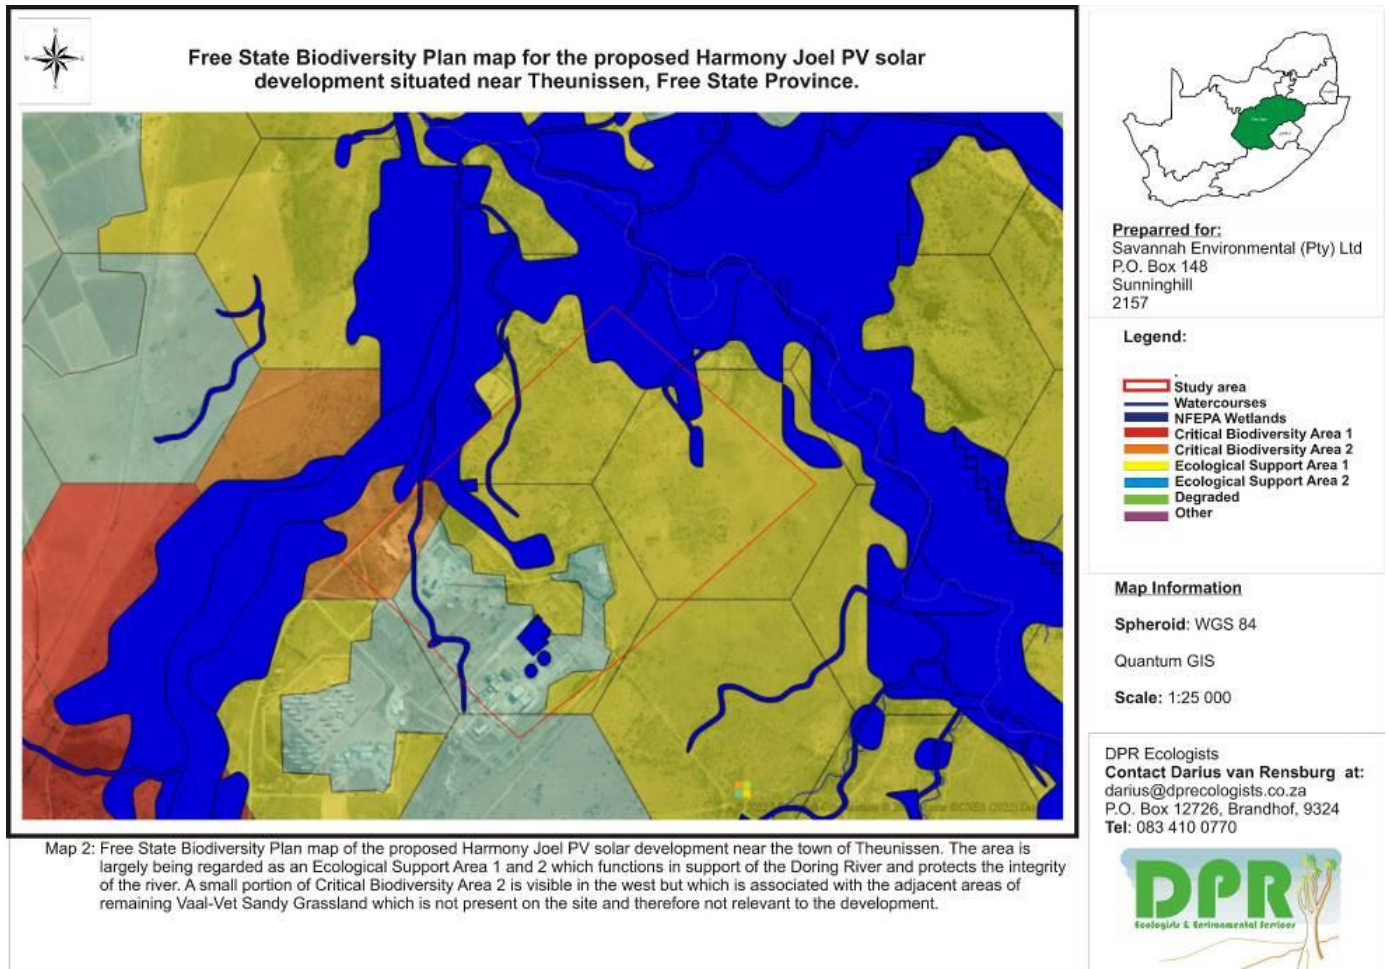 N
Free State Biodiversity Plan map for the proposed Harmony Joel PV solar
development situated near Theunissen, Free State Province.
Preparred for:
Savannah Environmental (Pty) Ltd
P.O. Box 148
Sunninghill
2157
Legend:
Study area
Watercourses
NFEPA Wetlands
Critical Biodiversity Area 1
Critical Biodiversity Area 2
Ecological Support Area 1
Ecological Support Area 2
Degraded
Other
Map Information
Spheroid: WGS 84
Quantum GIS
Scale: 1:25 000
DPR Ecologists
Contact Darius van Rensburg at:
darius@dprecologists.co.za
P.O. Box 12726, Brandhof, 9324
Tel: 083 410 0770
DPR
Ecologists & Environmental Services
Map 2: Free State Biodiversity Plan map of the proposed Harmony Joel PV solar development near the town of Theunissen. The area is
largely being regarded as an Ecological Support Area 1 and 2 which functions in support of the Doring River and protects the integrity
of the river. A small portion of Critical Biodiversity Area 2 is visible in the west but which is associated with the adjacent areas of
remaining Vaal-Vet Sandy Grassland which is not present on the site and therefore not relevant to the development.